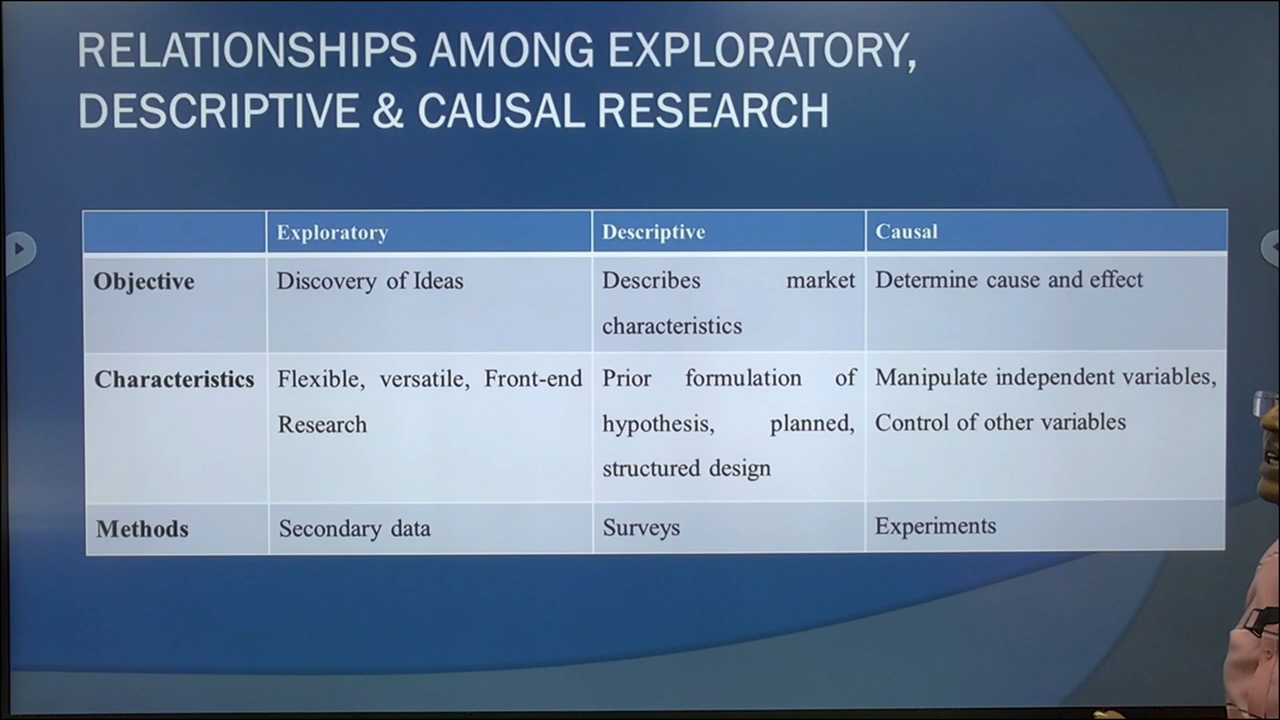 RELATIONSHIPS AMONG EXPLORATORY,
DESCRIPTIVE & CAUSAL RESEARCH
Exploratory Descriptive Causal
Objective Discovery of Ideas Describes market characteristics Determine cause and effect
Characteristics Flexible, versatile, Front-end Research Prior formulation of hypothesis, planned, structured design Manipulate independent variables, Control of other variables
Methods Secondary data Surveys Experiments